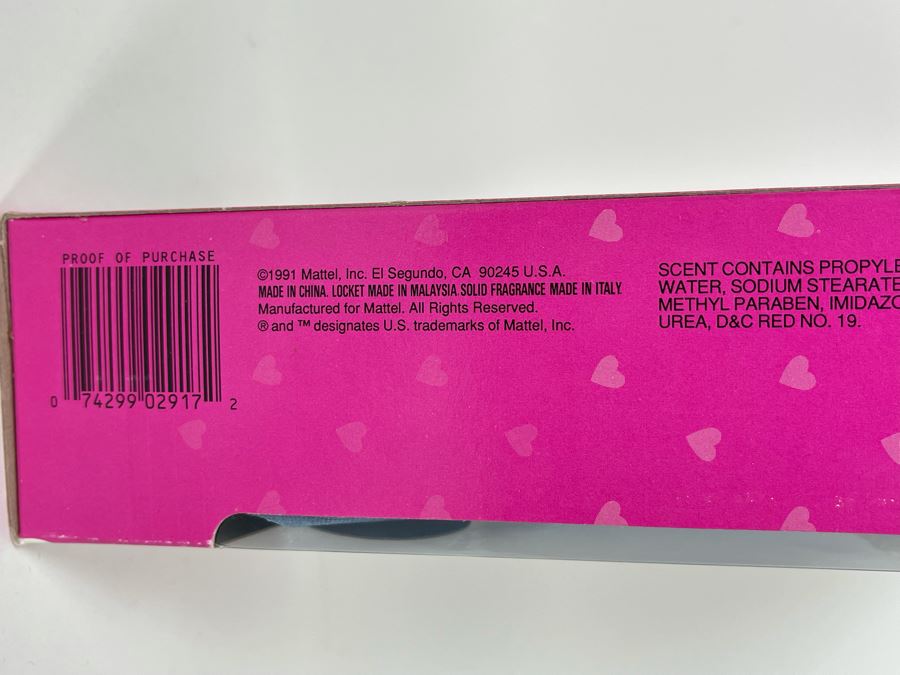 PROOF OF PURCHASE
0 74299 02917 2
©1991 Mattel, Inc. El Segundo, CA 90245 U.S.A.
MADE IN CHINA. LOCKET MADE IN MALAYSIA. SOLID FRAGRANCE MADE IN ITALY.
Manufactured for Mattel. All Rights Reserved.
® and ™ designates U.S. trademarks of Mattel, Inc.
SCENT CONTAINS PROPYLE
WATER, SODIUM STEARATE
METHYL PARABEN, IMIDAZO
UREA, D&C RED NO. 19.